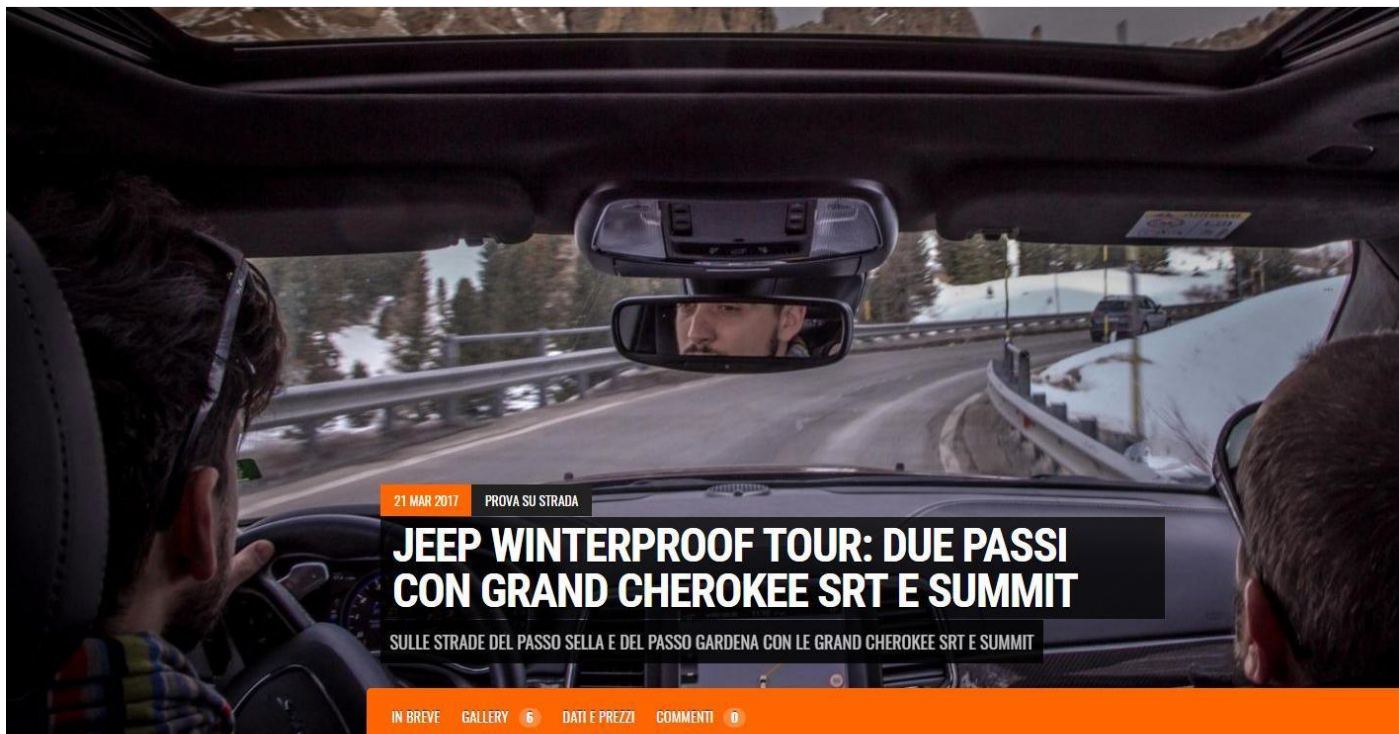 21 MAR 2017 PROVA SU STRADA
JEEP WINTERPROOF TOUR: DUE PASSI
CON GRAND CHEROKEE SRT E SUMMIT
SULLE STRADE DEL PASSO SELLA E DEL PASSO GARDENA CON LE GRAND CHEROKEE SRT E SUMMIT
IN BREVE GALLERY 6 DATI E PREZZI COMMENTI 0